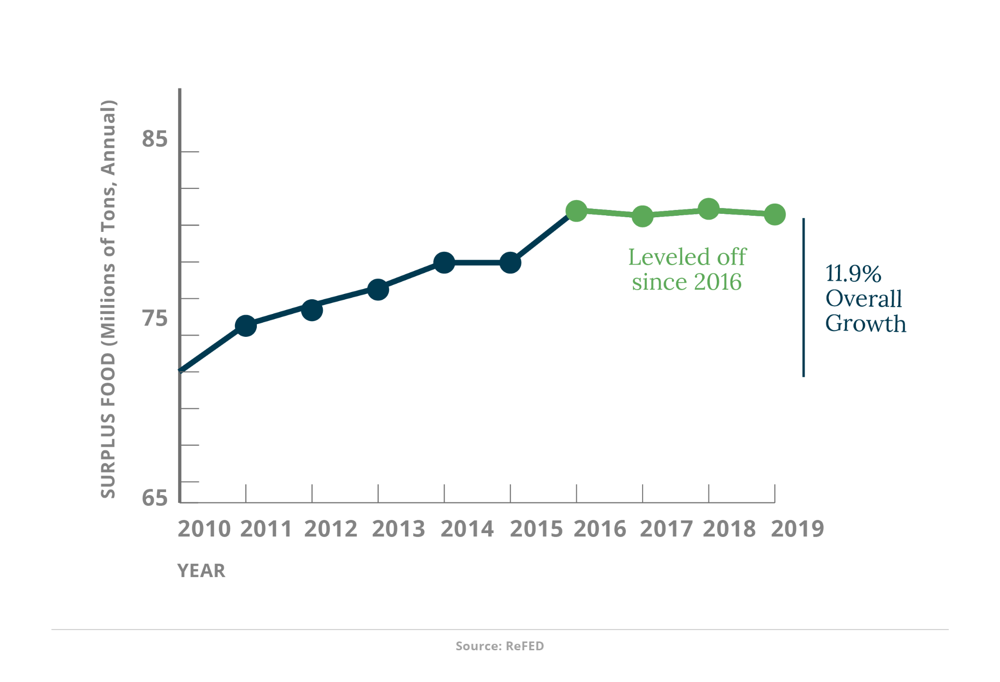 SURPLUS FOOD (Millions of Tons, Annual)
85
75
65
Leveled off
since 2016
11.9%
Overall
Growth
2010 2011 2012 2013 2014 2015 2016 2017 2018 2019
YEAR
Source: ReFED